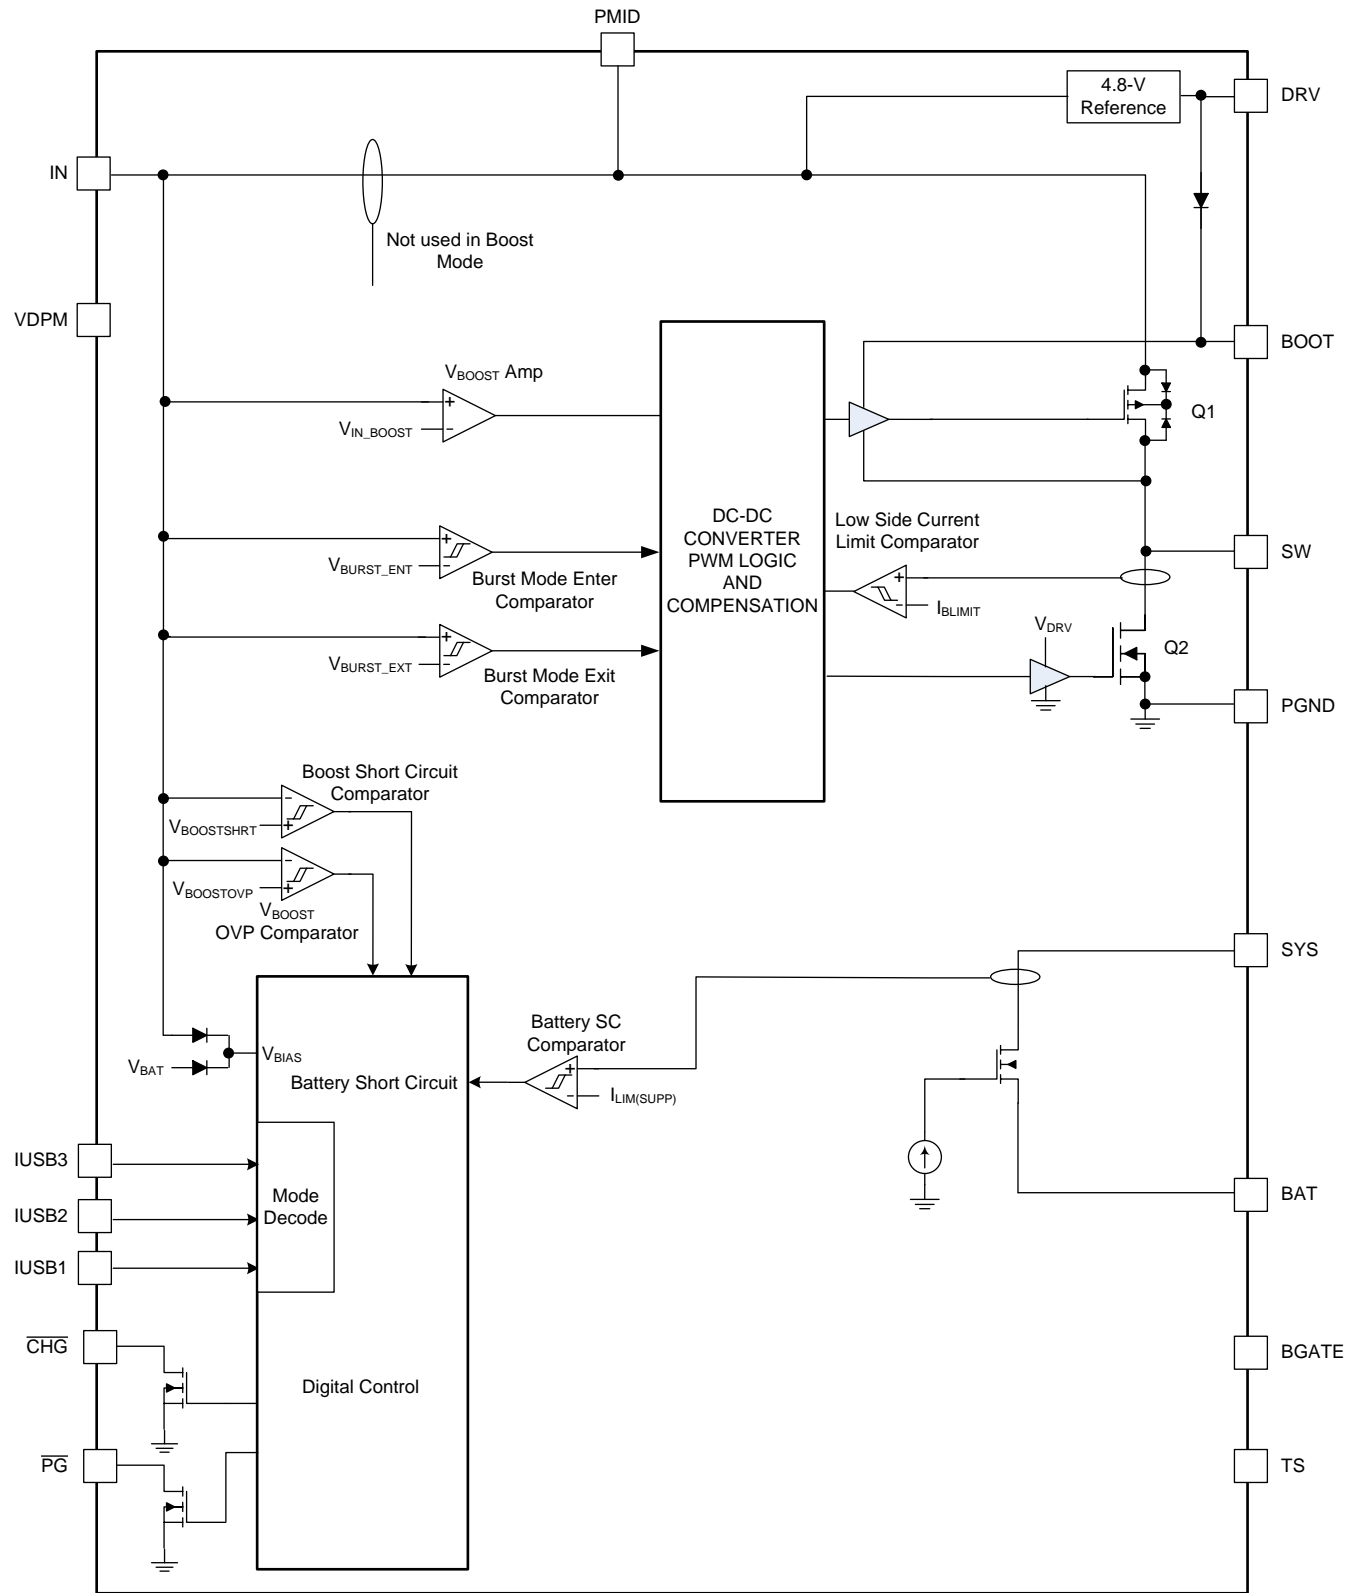 PMID
4.8-V
Reference
DRV
IN
Not used in Boost
Mode
VDPM
BOOT
VBOOST Amp
VIN_BOOST
Q1
DC-DC
CONVERTER
PWM LOGIC
AND
COMPENSATION
Low Side Current
Limit Comparator
SW
VBURST_ENT
Burst Mode Enter
Comparator
IBLIMIT
VDRV
Q2
VBURST_EXT
Burst Mode Exit
Comparator
PGND
Boost Short Circuit
Comparator
VBOOSTSHRT
VBOOSTOVP
VBOOST
OVP Comparator
SYS
Battery SC
Comparator
VBAT
VBIAS
Battery Short Circuit
ILIM(SUPP)
IUSB3
Mode
Decode
IUSB2
BAT
IUSB1
CHG
BGATE
Digital Control
PG
TS